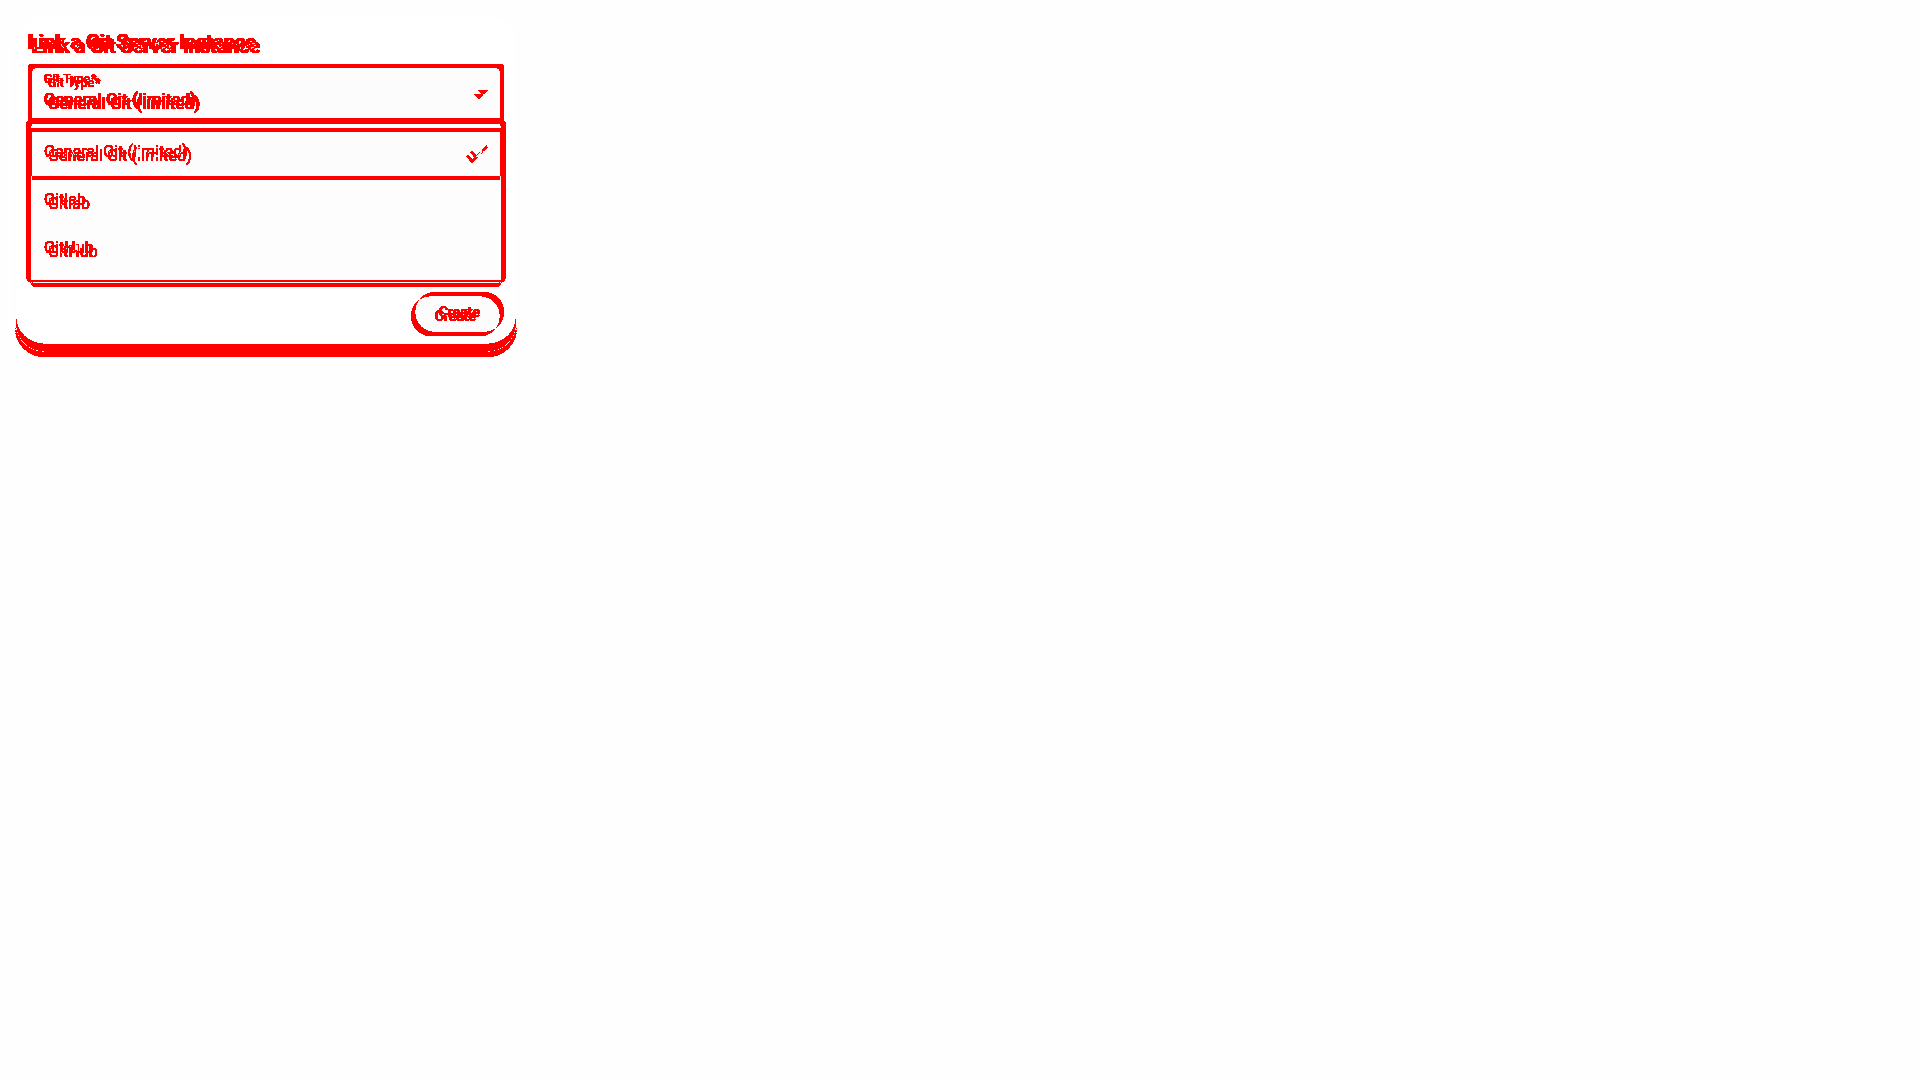 Link a Git Server Instance
Git Type*
General Git (limited)
General Git (limited)
Gitlab
GitHub
Create